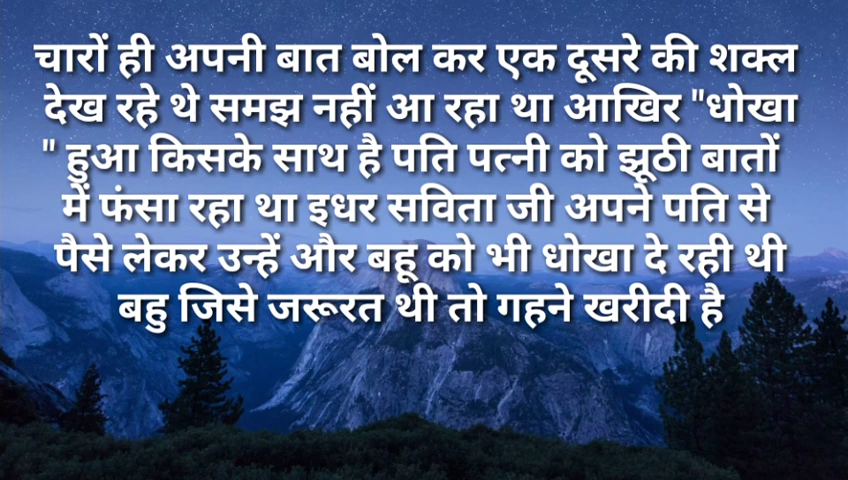 चारों ही अपनी बात बोल कर एक दूसरे की शक्ल
देख रहे थे समझ नहीं आ रहा था आखिर "धोखा
" हुआ किसके साथ है पति पत्नी को झूठी बातों
में फंसा रहा था इधर सविता जी अपने पति से
पैसे लेकर उन्हें और बहू को भी धोखा दे रही थी
बहु जिसे जरूरत थी तो गहने खरीदी है